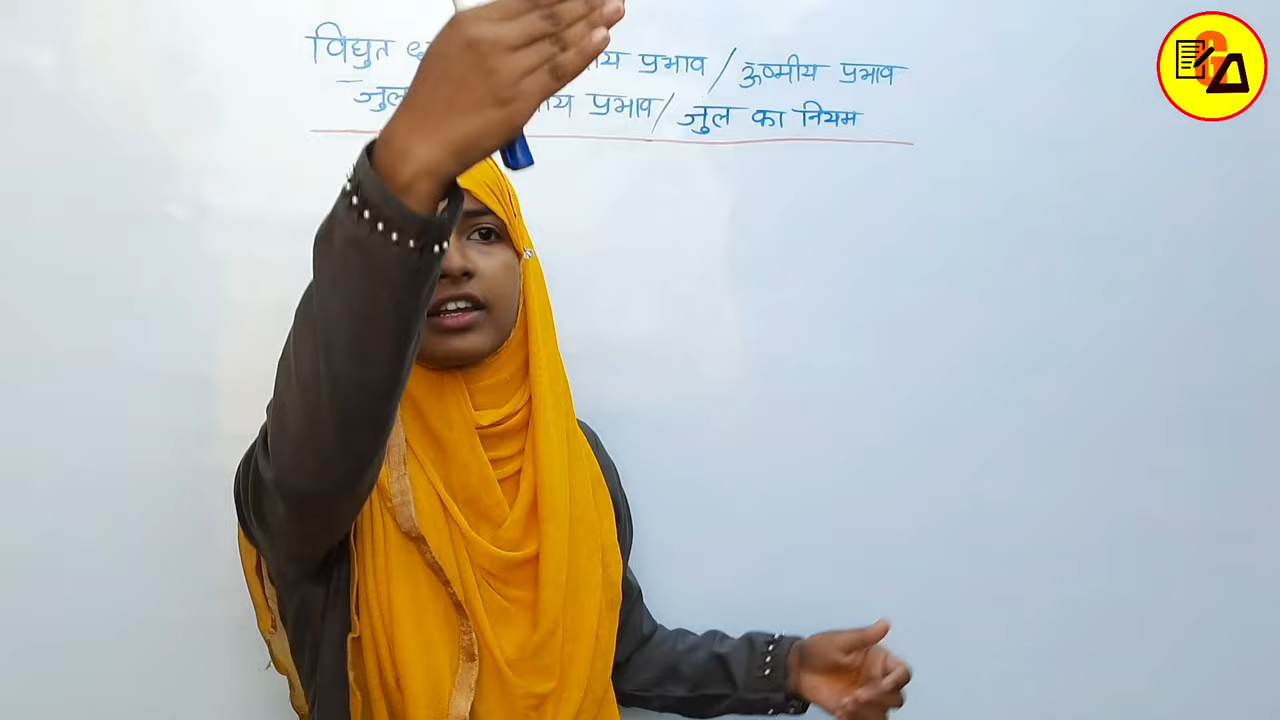 विद्युत प्रभाव / ऊष्मीय प्रभाव
जुल प्रभाव / जुल का नियम